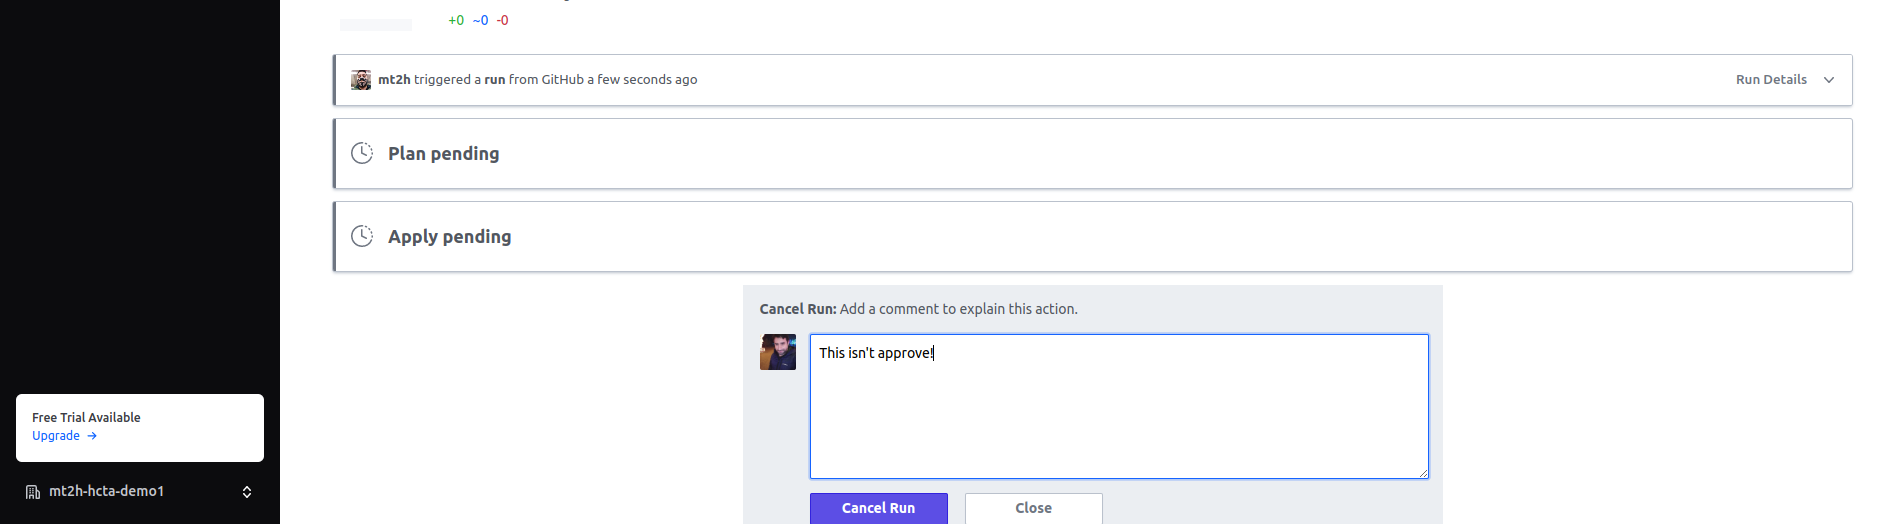 +0 ~0 -0
mt2h triggered a run from GitHub a few seconds ago
Run Details
Plan pending
Apply pending
Cancel Run: Add a comment to explain this action.
This isn't approve!
Cancel Run
Close
Free Trial Available
Upgrade →
mt2h-hcta-demo1